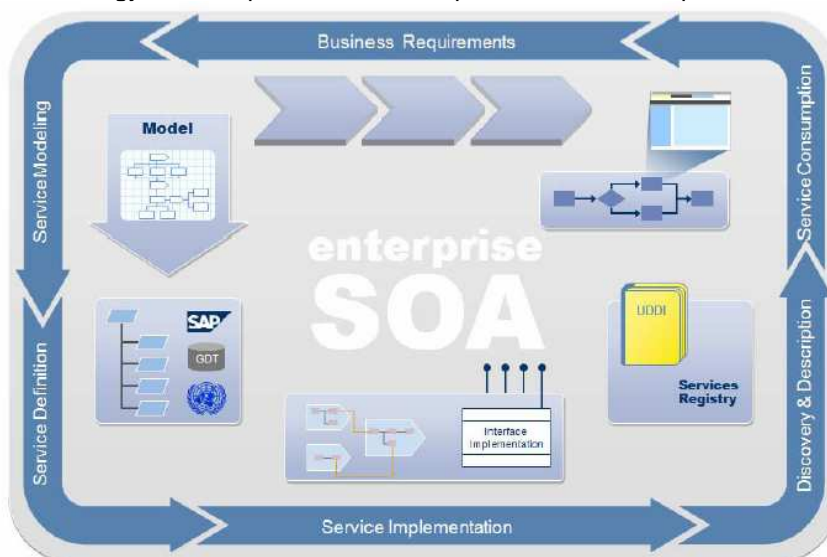 Business Requirements
Service Modeling
Model
Service Consumption
enterprise
SOA
SAP
GDT
UDDI
Services
Registry
Service Definition
Interface
Implementation
Discovery & Description
Service Implementation